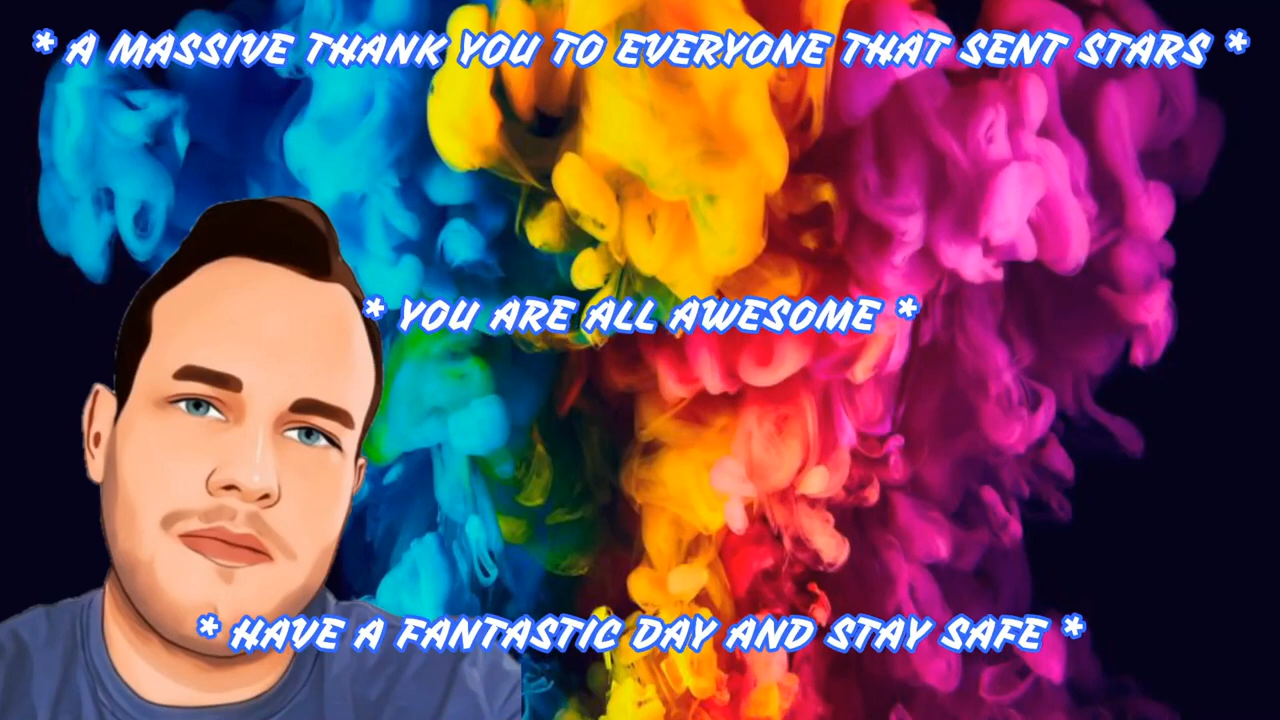 * A MASSIVE THANK YOU TO EVERYONE THAT SENT STARS *
* YOU ARE ALL AWESOME *
* HAVE A FANTASTIC DAY AND STAY SAFE *